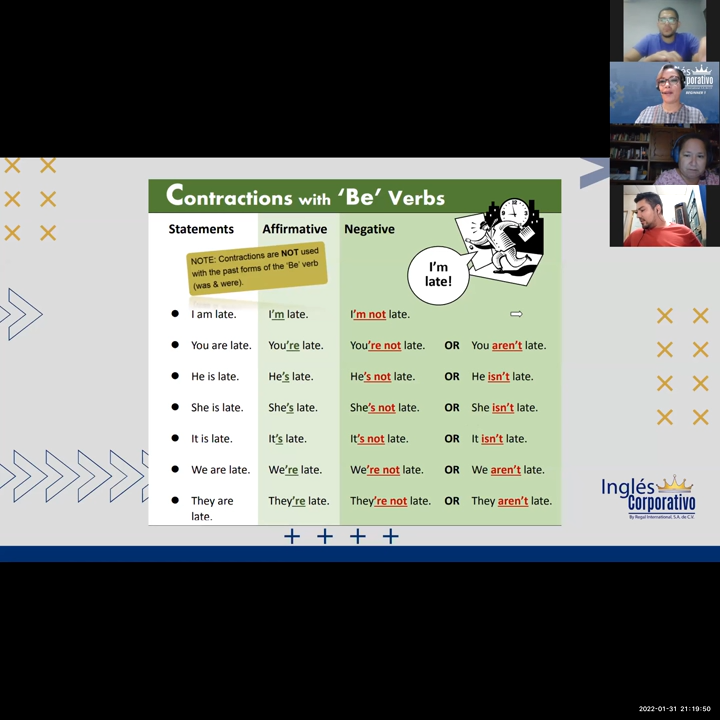 glés
rporativo
BEGINNER 1
Contractions with 'Be' Verbs
Statements Affirmative Negative
NOTE: Contractions are NOT used
with the past forms of the 'Be' verb
(was & were).
I'm
late!
I am late. I'm late. I'm not late.
You are late. You're late. You're not late. OR You aren't late.
He is late. He's late. He's not late. OR He isn't late.
She is late. She's late. She's not late. OR She isn't late.
It is late. It's late. It's not late. OR It isn't late.
We are late. We're late. We're not late. OR We aren't late.
They are They're late. They're not late. OR They aren't late.
late.
Inglés
Corporativo
By Regal International, S.A. de C.V.
2022-01-31 21:19:50